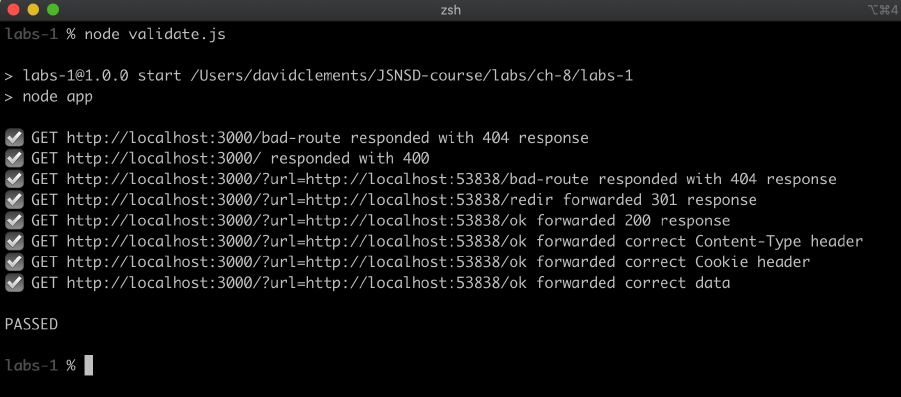 zsh
⌥⌘4
labs-1 % node validate.js
> labs-1@1.0.0 start /Users/davidclements/JSNSD-course/labs/ch-8/labs-1
> node app
GET http://localhost:3000/bad-route responded with 404 response
GET http://localhost:3000/ responded with 400
GET http://localhost:3000/?url=http://localhost:53838/bad-route responded with 404 response
GET http://localhost:3000/?url=http://localhost:53838/redir forwarded 301 response
GET http://localhost:3000/?url=http://localhost:53838/ok forwarded 200 response
GET http://localhost:3000/?url=http://localhost:53838/ok forwarded correct Content-Type header
GET http://localhost:3000/?url=http://localhost:53838/ok forwarded correct Cookie header
GET http://localhost:3000/?url=http://localhost:53838/ok forwarded correct data
PASSED
labs-1 %